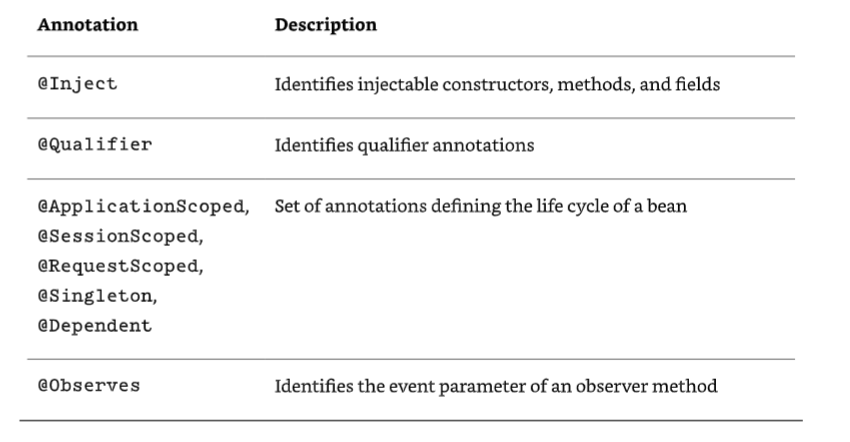 Annotation Description
@Inject Identifies injectable constructors, methods, and fields
@Qualifier Identifies qualifier annotations
@ApplicationScoped, Set of annotations defining the life cycle of a bean
@SessionScoped,
@RequestScoped,
@Singleton,
@Dependent
@Observes Identifies the event parameter of an observer method